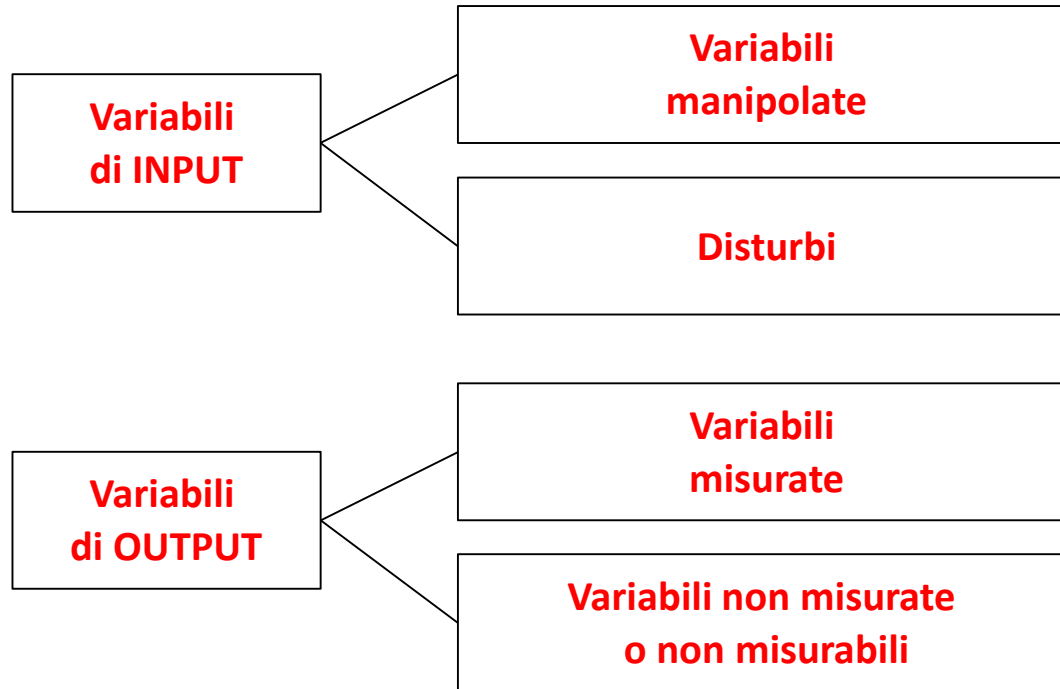 Variabili
di INPUT
Variabili
manipolate
Disturbi
Variabili
di OUTPUT
Variabili
misurate
Variabili non misurate
o non misurabili